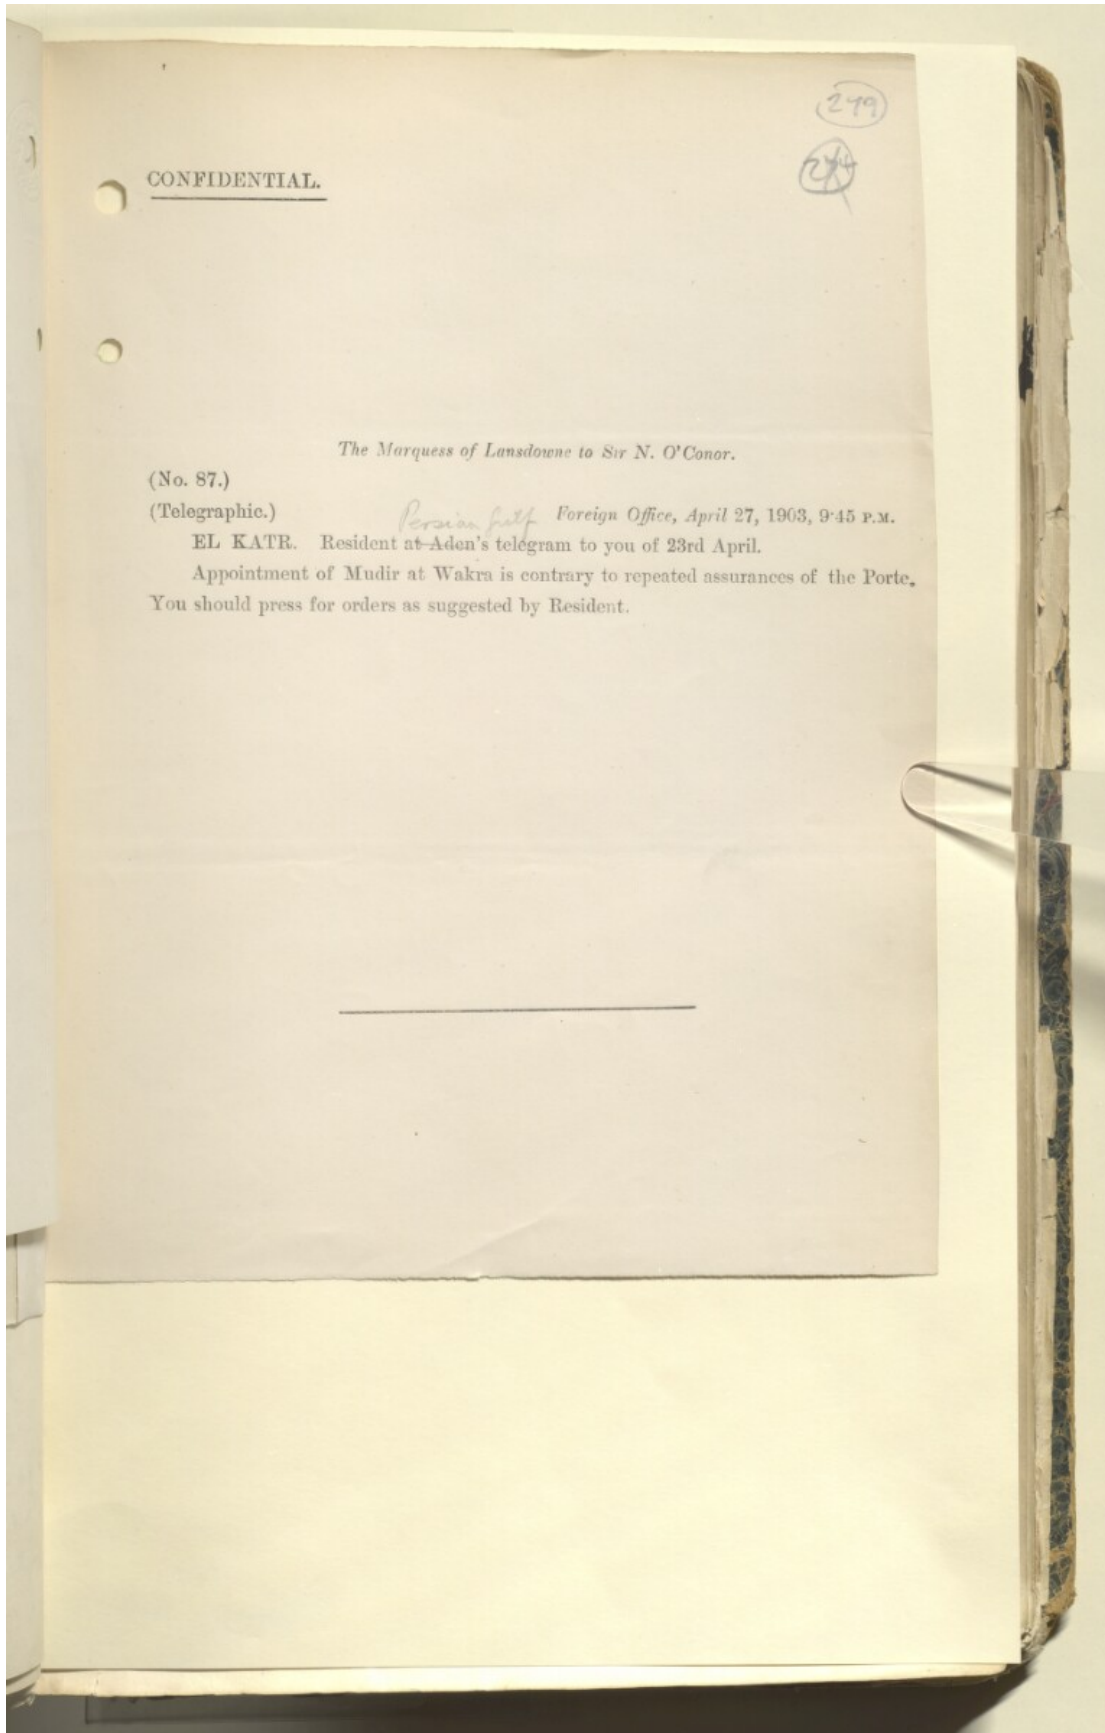 279
274
CONFIDENTIAL.
The Marquess of Lansdowne to Sir N. O'Conor.
(No. 87.)
(Telegraphic.) Persian Gulf Foreign Office, April 27, 1903, 9·45 P.M.
EL KATR. Resident at Aden's telegram to you of 23rd April.
Appointment of Mudir at Wakra is contrary to repeated assurances of the Porte.
You should press for orders as suggested by Resident.